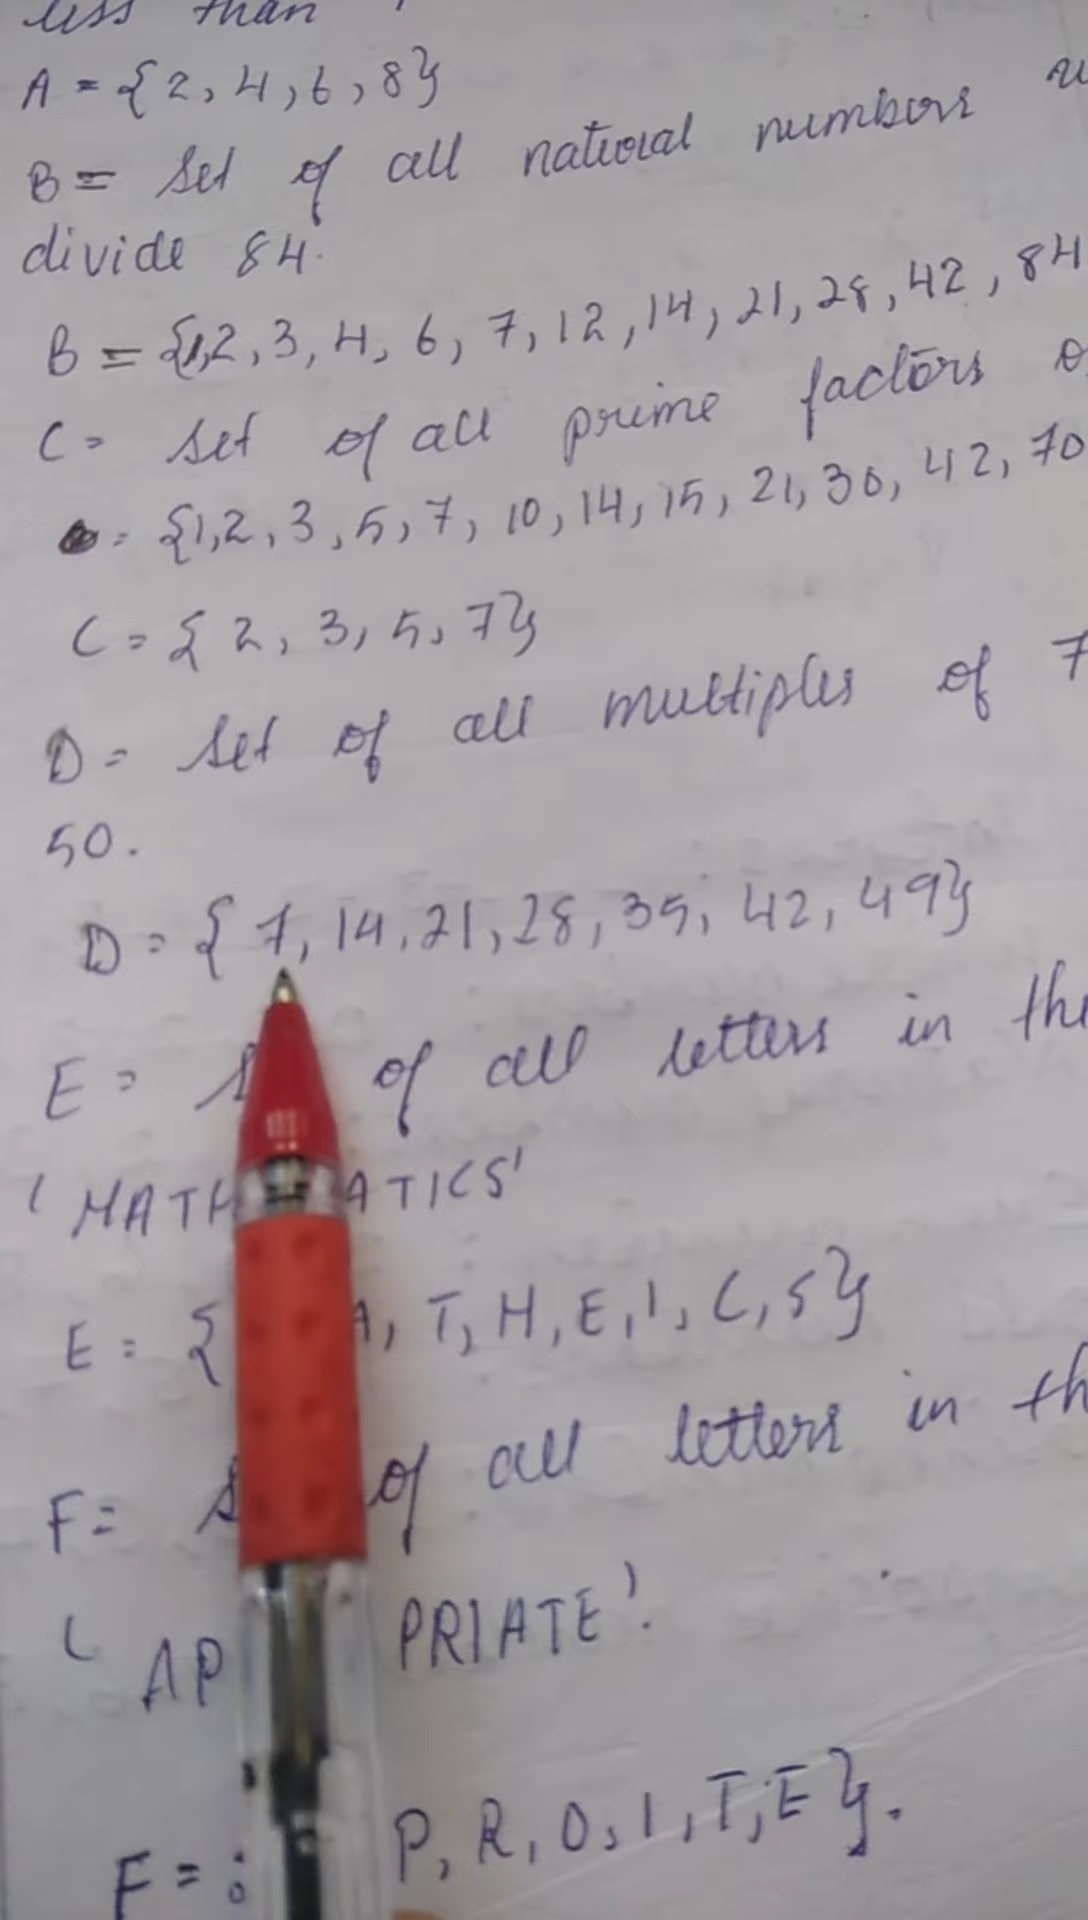 less than
A = {2, 4, 6, 8}
B = Set of all natural numbers
divide 84.
B = {1,2, 3, 4, 6, 7, 12, 14, 21, 28, 42, 84
C = Set of all prime factors
= {1,2, 3, 5, 7, 10, 14, 15, 21, 30, 42, 70
C = { 2, 3, 5, 7}
D = Set of all multiples of 7
50.
D = { 7, 14, 21, 28, 35, 42, 49}
E = of all letters in the
' MATH ATICS'
E = { A, T, H, E, I, C, S}
F = of all letters in th
' AP PRIATE'.
F = P, R, O, I, T, E}.